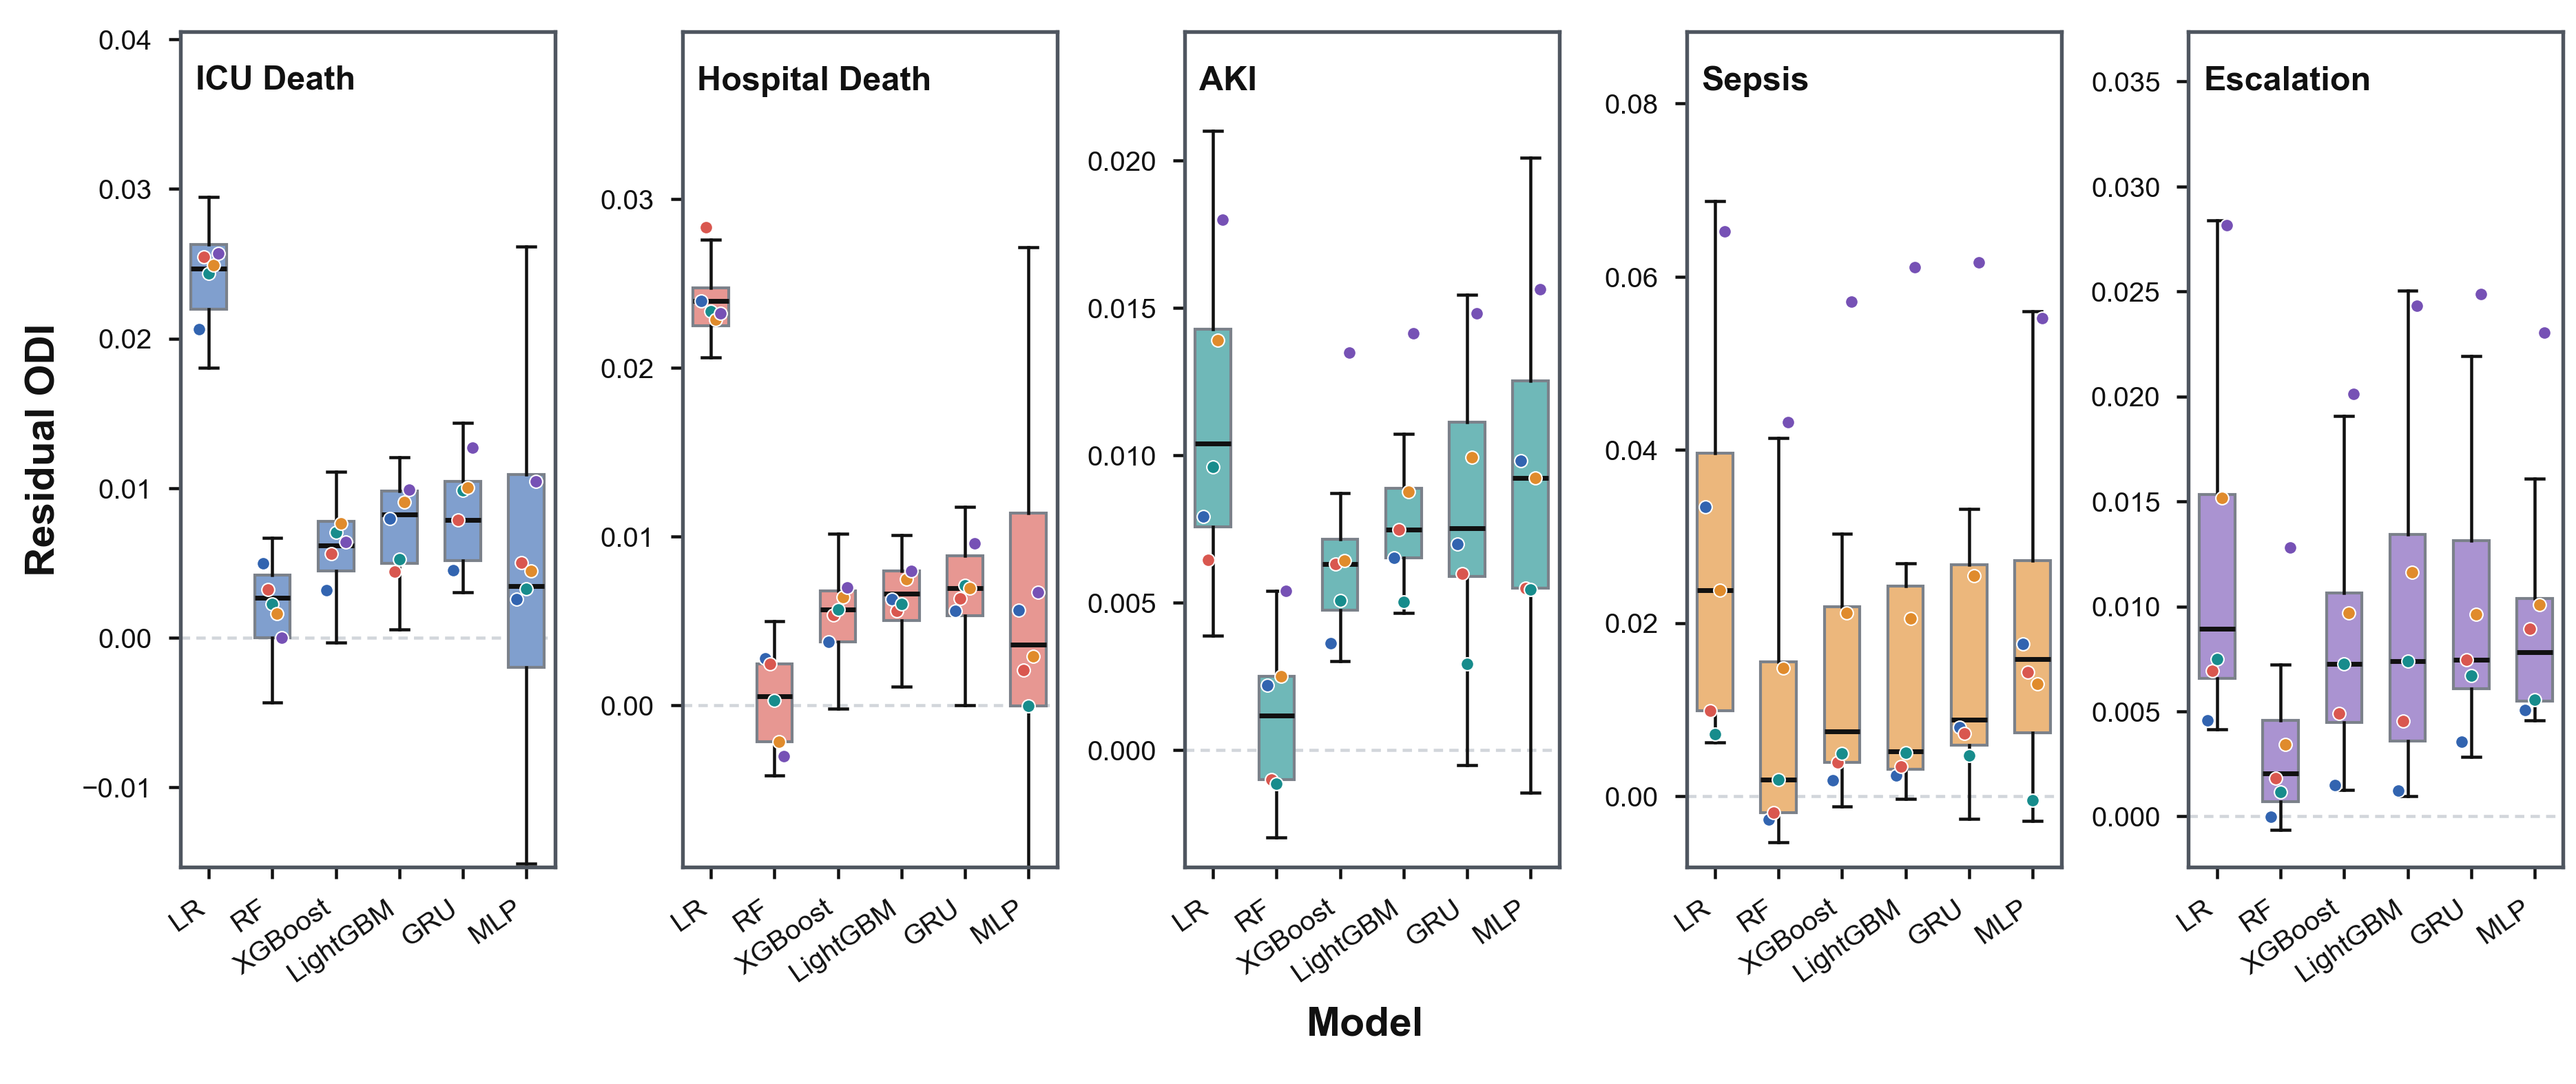 Residual ODI
ICU Death
0.04
0.03
0.02
0.01
0.00
−0.01
LR
RF
XGBoost
LightGBM
GRU
MLP
Hospital Death
0.03
0.02
0.01
0.00
LR
RF
XGBoost
LightGBM
GRU
MLP
AKI
0.020
0.015
0.010
0.005
0.000
LR
RF
XGBoost
LightGBM
GRU
MLP
Sepsis
0.08
0.06
0.04
0.02
0.00
LR
RF
XGBoost
LightGBM
GRU
MLP
Escalation
0.035
0.030
0.025
0.020
0.015
0.010
0.005
0.000
LR
RF
XGBoost
LightGBM
GRU
MLP
Model